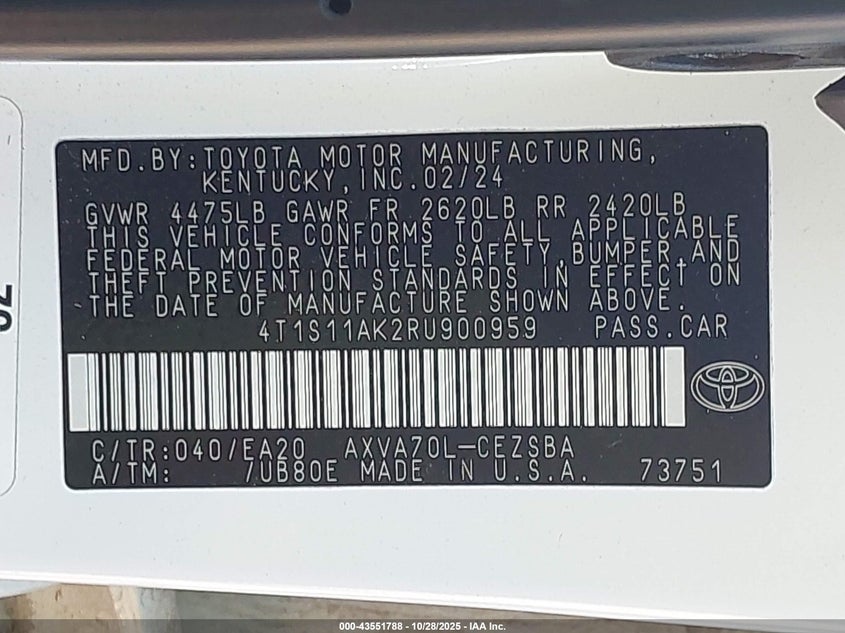 MFD.BY:TOYOTA MOTOR MANUFACTURING,
KENTUCKY,INC.02/24
GVWR 4475LB GAWR FR 2620LB RR 2420LB
THIS VEHICLE CONFORMS TO ALL APPLICABLE
FEDERAL MOTOR VEHICLE SAFETY,BUMPER,AND
THEFT PREVENTION STANDARDS IN EFFECT ON
THE DATE OF MANUFACTURE SHOWN ABOVE.
4T1S11AK2RU900959 PASS.CAR
C/TR:040/EA20 AXVA70L-CEZSBA
A/TM: /UB80E MADE IN U.S.A. 73751
000-43551788 - 10/28/2025 - IAA Inc.